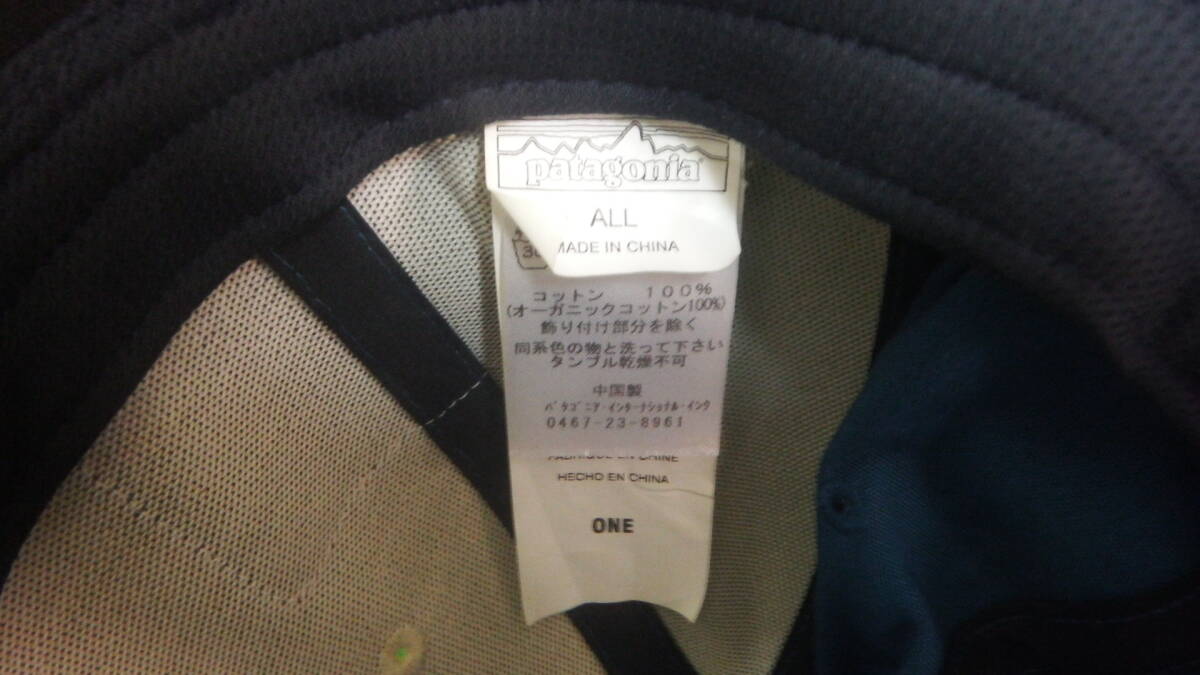 patagonia
ALL
MADE IN CHINA
30
コットン 100%
(オーガニックコットン100%)
飾り付け部分を除く
同系色の物と洗って下さい
タンブル乾燥不可
中国製
パタゴニア・インターナショナル・インク
0467-23-8961
FABRIQUE EN CHINE
HECHO EN CHINA
ONE